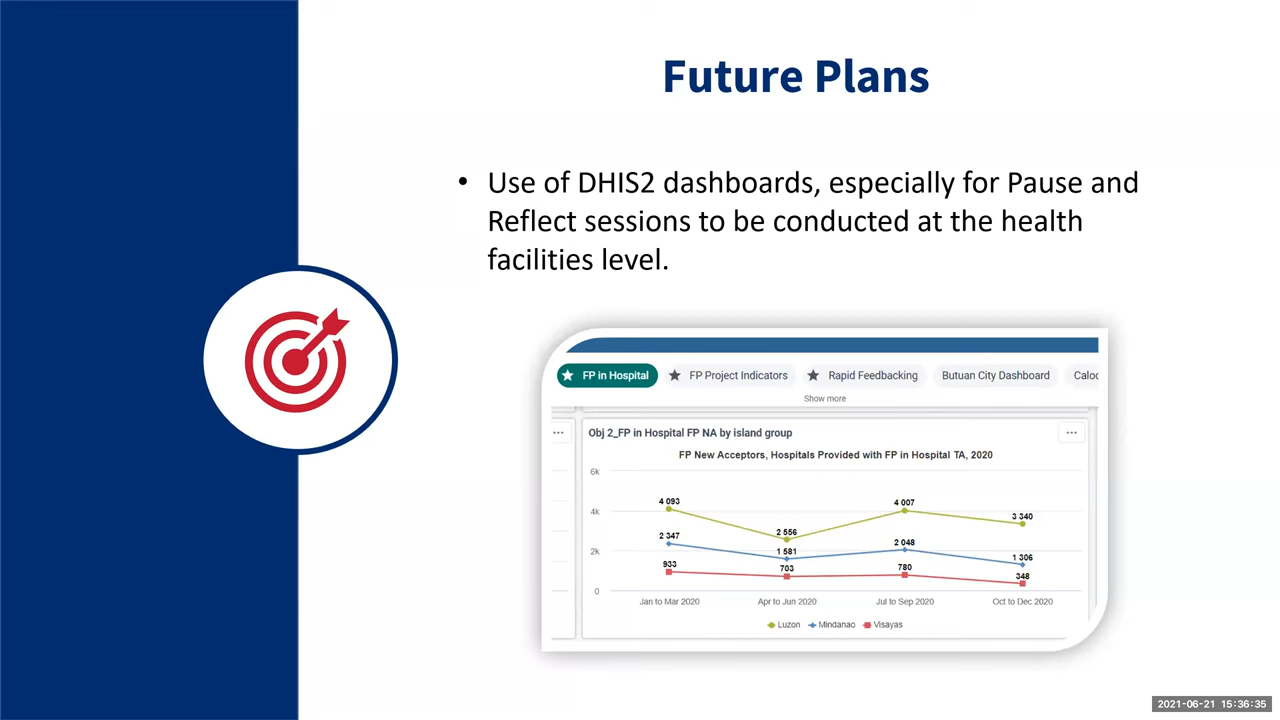 Future Plans
• Use of DHIS2 dashboards, especially for Pause and
Reflect sessions to be conducted at the health
facilities level.
FP in Hospital FP Project Indicators Rapid Feedbacking Butuan City Dashboard Caloc
Show more
Obj 2_FP in Hospital FP NA by island group
FP New Acceptors, Hospitals Provided with FP in Hospital TA, 2020
6k
4k
2k
0
4 093 2 556 4 007 3 340
2 347 1 581 2 048 1 306
933 703 780 348
Jan to Mar 2020 Apr to Jun 2020 Jul to Sep 2020 Oct to Dec 2020
Luzon Mindanao Visayas
2021-06-21 15:36:35